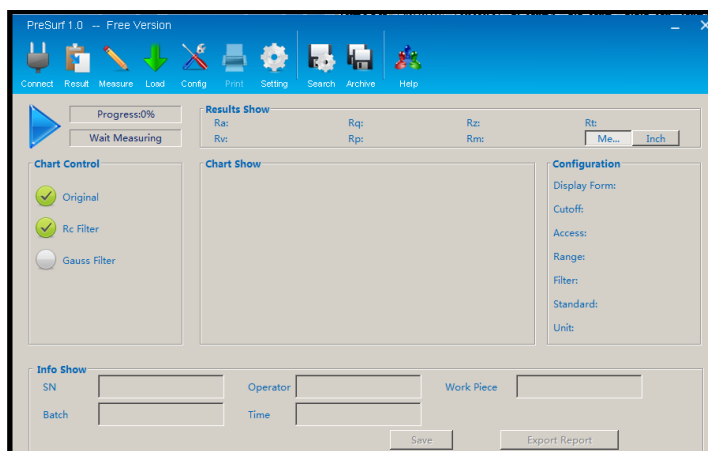 PreSurf 1.0 -- Free Version
Connect Result Measure Load Config Print Setting Search Archive Help
Progress:0%
Wait Measuring
Results Show
Ra: Rq: Rz: Rt:
Rv: Rp: Rm: Me... Inch
Chart Control
Original
Rc Filter
Gauss Filter
Chart Show
Configuration
Display Form:
Cutoff:
Access:
Range:
Filter:
Standard:
Unit:
Info Show
SN Operator Work Piece
Batch Time
Save Export Report